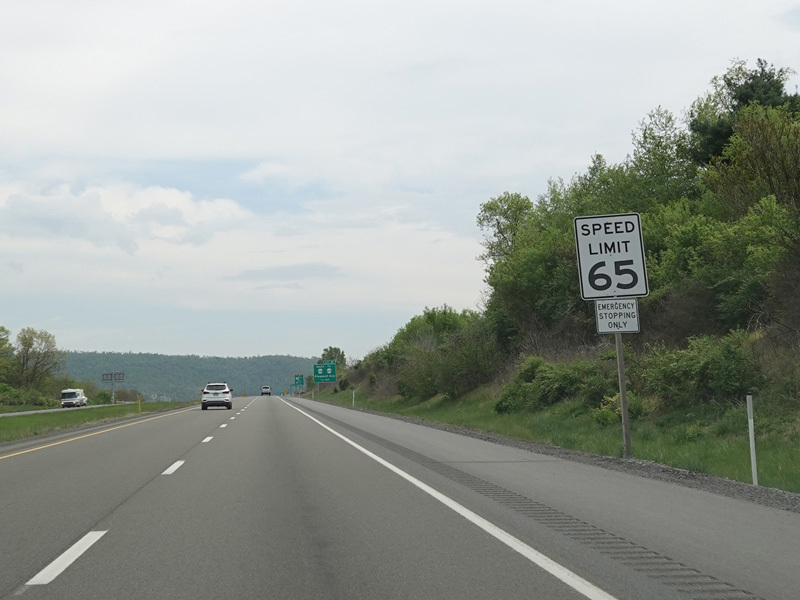 SPEED
LIMIT
65
EMERGENCY
STOPPING
ONLY